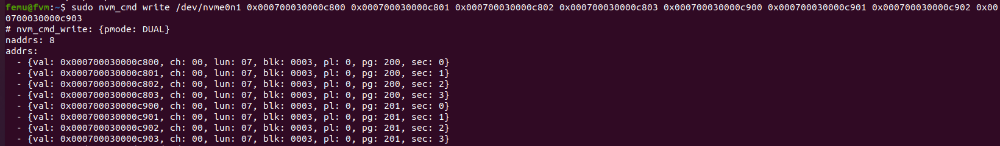 femu@fvm:~$ sudo nvm_cmd write /dev/nvme0n1 0x000700030000c800 0x000700030000c801 0x000700030000c802 0x000700030000c803 0x000700030000c900 0x000700030000c901 0x000700030000c902 0x00
0700030000c903
# nvm_cmd_write: {pmode: DUAL}
naddrs: 8
addrs:
  - {val: 0x000700030000c800, ch: 00, lun: 07, blk: 0003, pl: 0, pg: 200, sec: 0}
  - {val: 0x000700030000c801, ch: 00, lun: 07, blk: 0003, pl: 0, pg: 200, sec: 1}
  - {val: 0x000700030000c802, ch: 00, lun: 07, blk: 0003, pl: 0, pg: 200, sec: 2}
  - {val: 0x000700030000c803, ch: 00, lun: 07, blk: 0003, pl: 0, pg: 200, sec: 3}
  - {val: 0x000700030000c900, ch: 00, lun: 07, blk: 0003, pl: 0, pg: 201, sec: 0}
  - {val: 0x000700030000c901, ch: 00, lun: 07, blk: 0003, pl: 0, pg: 201, sec: 1}
  - {val: 0x000700030000c902, ch: 00, lun: 07, blk: 0003, pl: 0, pg: 201, sec: 2}
  - {val: 0x000700030000c903, ch: 00, lun: 07, blk: 0003, pl: 0, pg: 201, sec: 3}